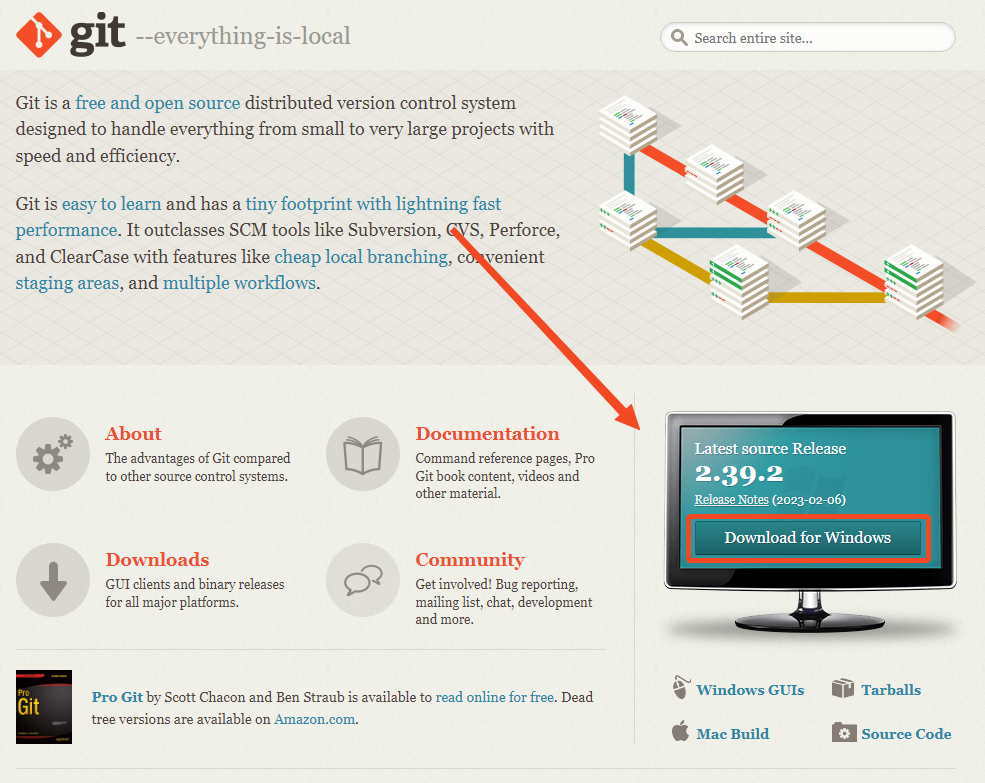 git --everything-is-local
Search entire site...
Git is a free and open source distributed version control system
designed to handle everything from small to very large projects with
speed and efficiency.
Git is easy to learn and has a tiny footprint with lightning fast
performance. It outclasses SCM tools like Subversion, CVS, Perforce,
and ClearCase with features like cheap local branching, convenient
staging areas, and multiple workflows.
About
The advantages of Git compared
to other source control systems.
Documentation
Command reference pages, Pro
Git book content, videos and
other material.
Downloads
GUI clients and binary releases
for all major platforms.
Community
Get involved! Bug reporting,
mailing list, chat, development
and more.
Pro
Git
Pro Git by Scott Chacon and Ben Straub is available to read online for free. Dead
tree versions are available on Amazon.com.
Latest source Release
2.39.2
Release Notes (2023-02-06)
Download for Windows
Windows GUIs
Tarballs
Mac Build
Source Code